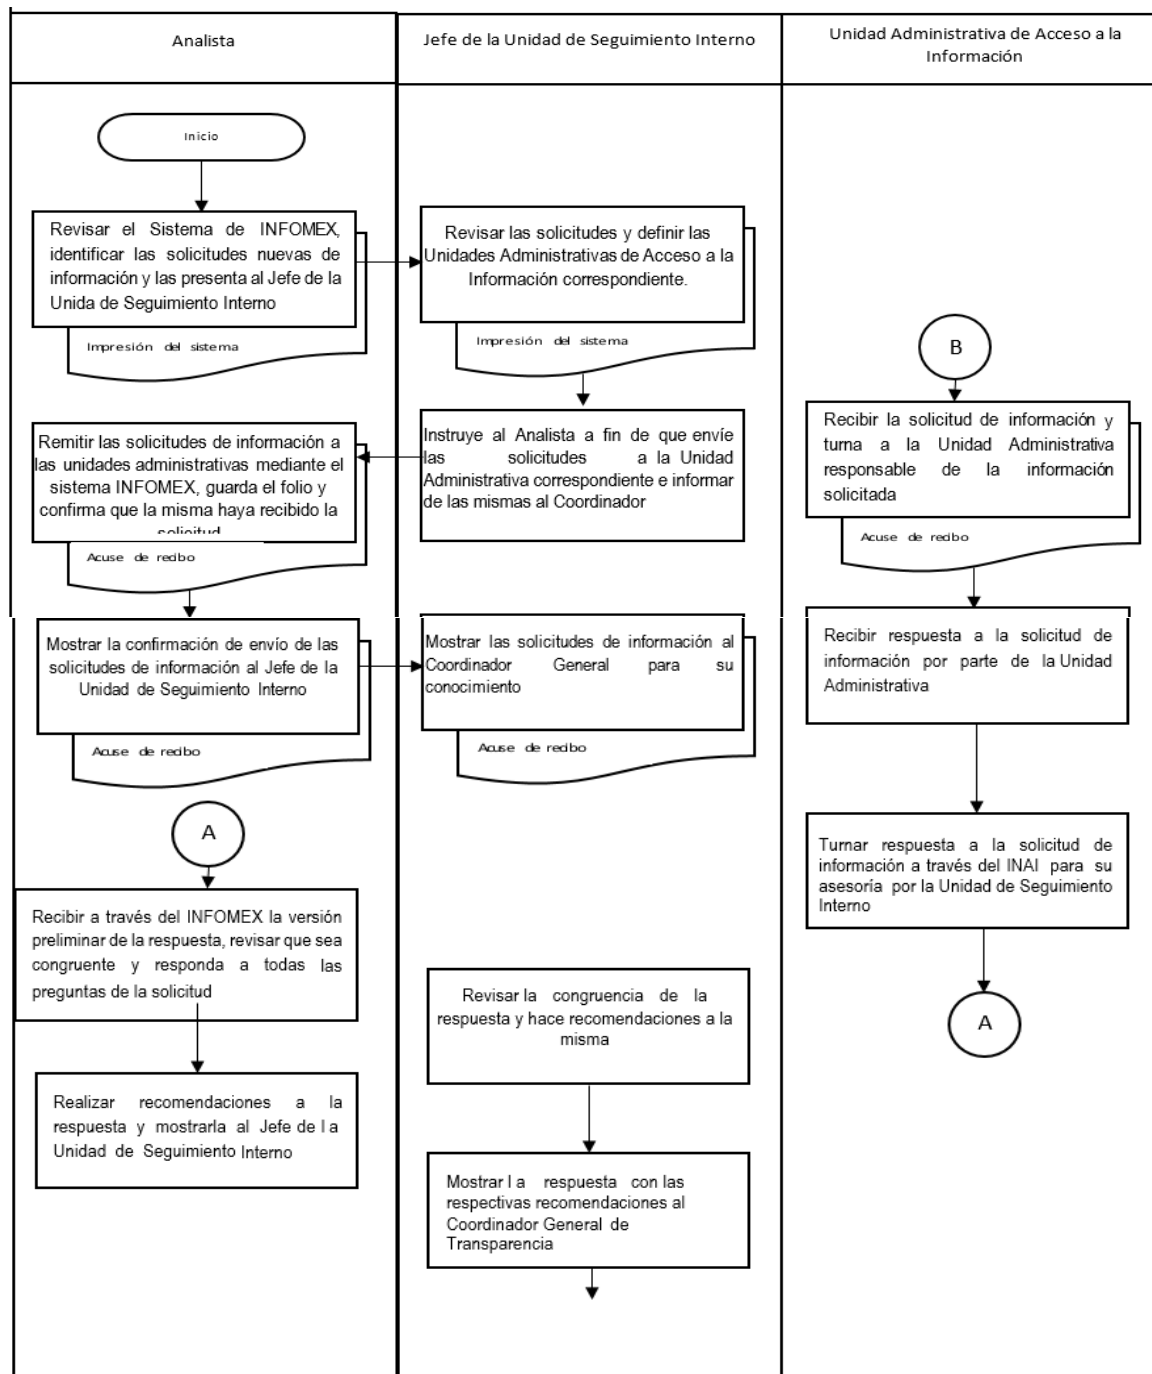 Analista
Jefe de la Unidad de Seguimiento Interno
Unidad Administrativa de Acceso a la
Información
Inicio
Revisar el Sistema de INFOMEX,
identificar las solicitudes nuevas de
información y las presenta al Jefe de la
Unida de Seguimiento Interno
Impresión del sistema
Revisar las solicitudes y definir las
Unidades Administrativas de Acceso a la
Información correspondiente.
Impresión del sistema
B
Remitir las solicitudes de información a
las unidades administrativas mediante el
sistema INFOMEX, guarda el folio y
confirma que la misma haya recibido la
solicitud
Acuse de recibo
Instruye al Analista a fin de que envíe
las solicitudes a la Unidad
Administrativa correspondiente e informar
de las mismas al Coordinador
Recibir la solicitud de información y
turna a la Unidad Administrativa
responsable de la información
solicitada
Acuse de recibo
Mostrar la confirmación de envío de las
solicitudes de información al Jefe de la
Unidad de Seguimiento Interno
Acuse de recibo
Mostrar las solicitudes de información al
Coordinador General para su
conocimiento
Acuse de recibo
Recibir respuesta a la solicitud de
información por parte de la Unidad
Administrativa
A
Recibir a través del INFOMEX la versión
preliminar de la respuesta, revisar que sea
congruente y responda a todas las
preguntas de la solicitud
Turnar respuesta a la solicitud de
información a través del INAI para su
asesoría por la Unidad de Seguimiento
Interno
Revisar la congruencia de la
respuesta y hace recomendaciones a la
misma
A
Realizar recomendaciones a la
respuesta y mostrarla al Jefe de l a
Unidad de Seguimiento Interno
Mostrar l a respuesta con las
respectivas recomendaciones al
Coordinador General de
Transparencia